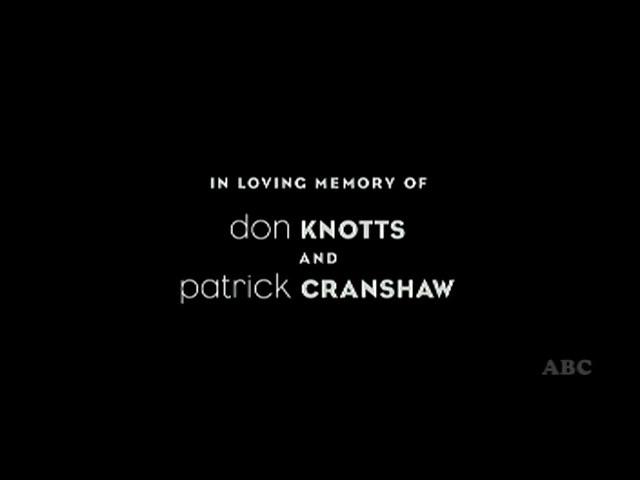 IN LOVING MEMORY OF
don KNOTTS
AND
patrick CRANSHAW
ABC